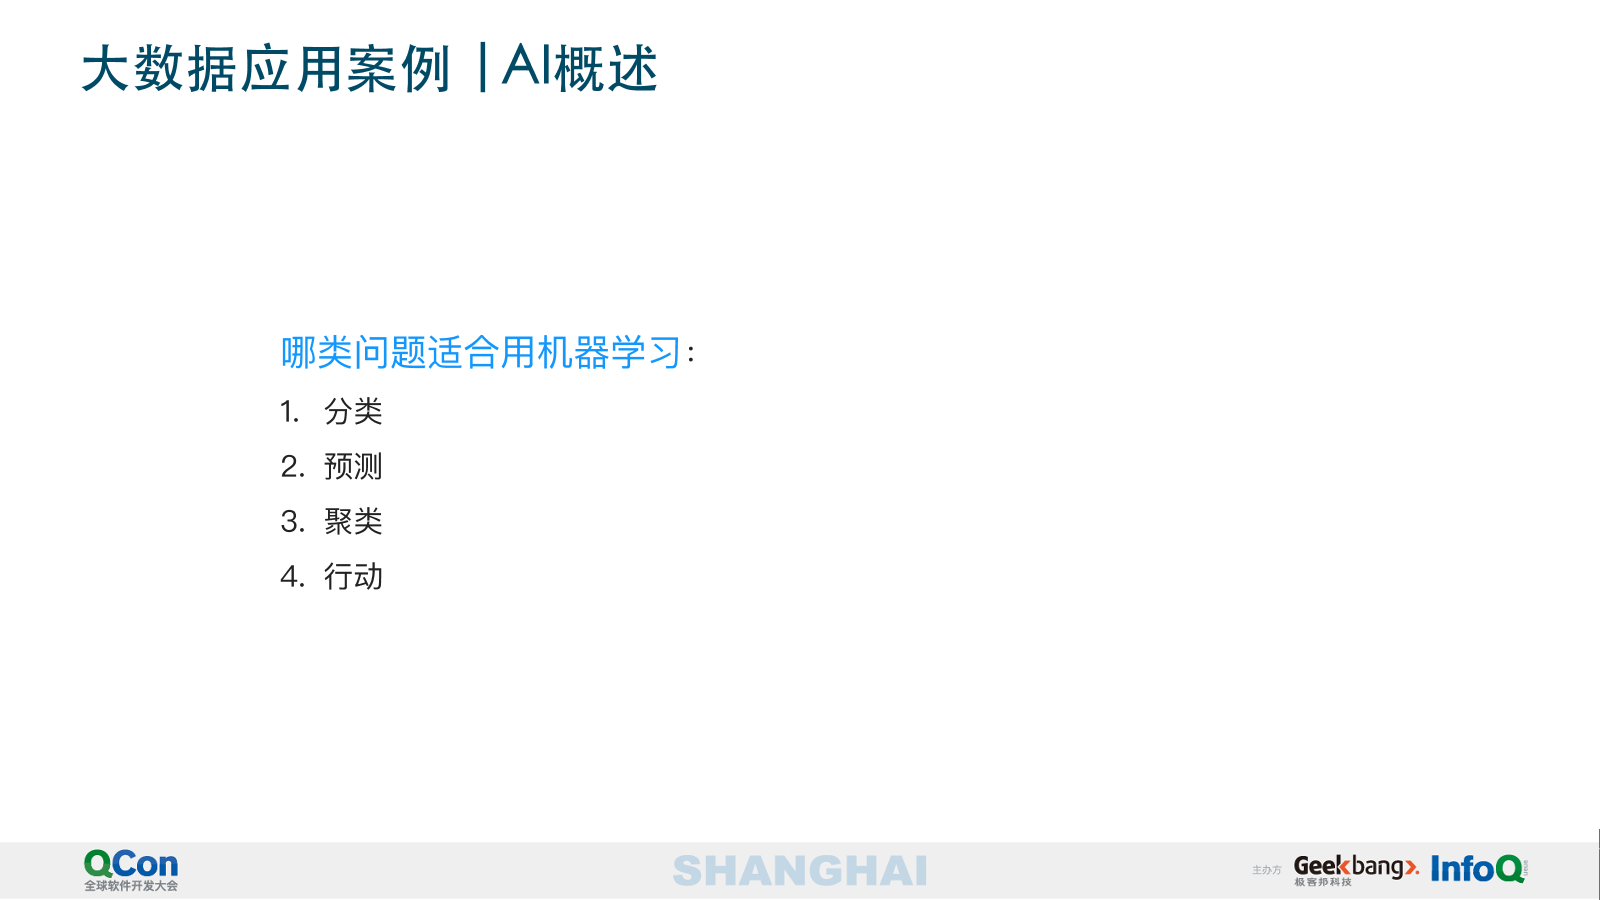 大数据应用案例 | AI概述
哪类问题适合用机器学习：
1. 分类
2. 预测
3. 聚类
4. 行动
QCon
全球软件开发大会
SHANGHAI
主办方
Geekbang
极客邦科技
InfoQ